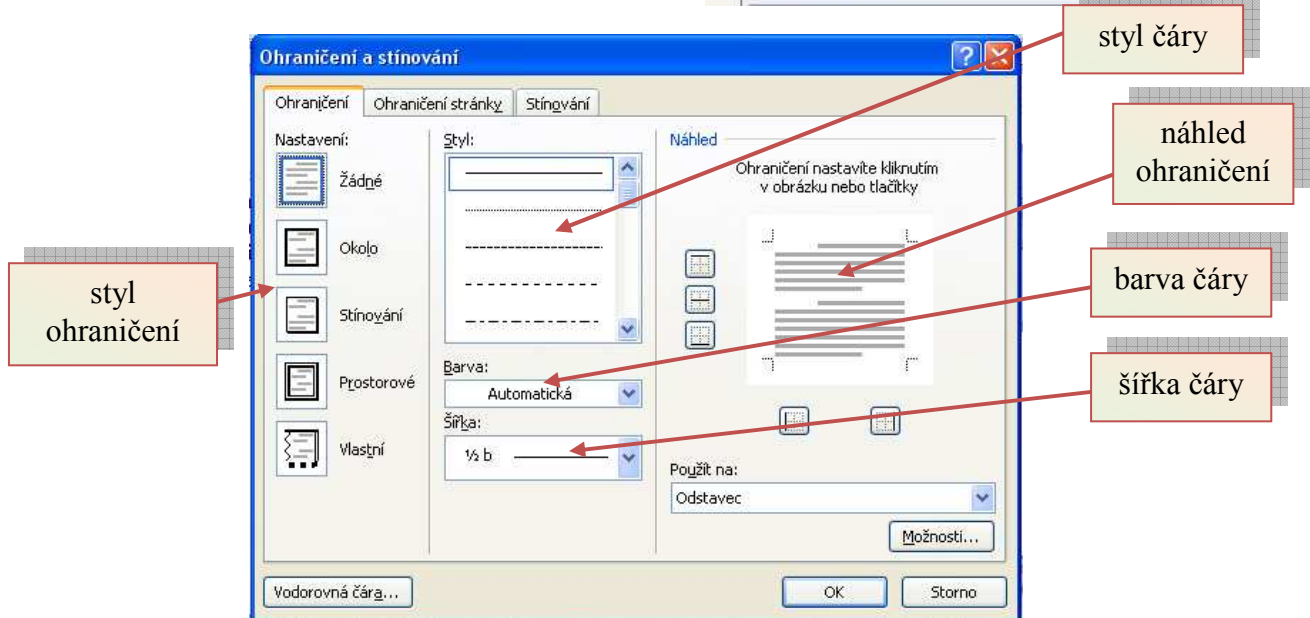 styl čáry
Ohraničení a stínování
Ohraničení Ohraničení stránky Stínování
náhled
ohraničení
Nastavení:
Žádné
Okolo
Stínování
Prostorové
Vlastní
Styl:
Barva:
Automatická
Šířka:
½ b
Náhled
Ohraničení nastavíte kliknutím
v obrázku nebo tlačítky
Použít na:
Odstavec
Možnosti...
styl
ohraničení
barva čáry
šířka čáry
Vodorovná čára...
OK
Storno